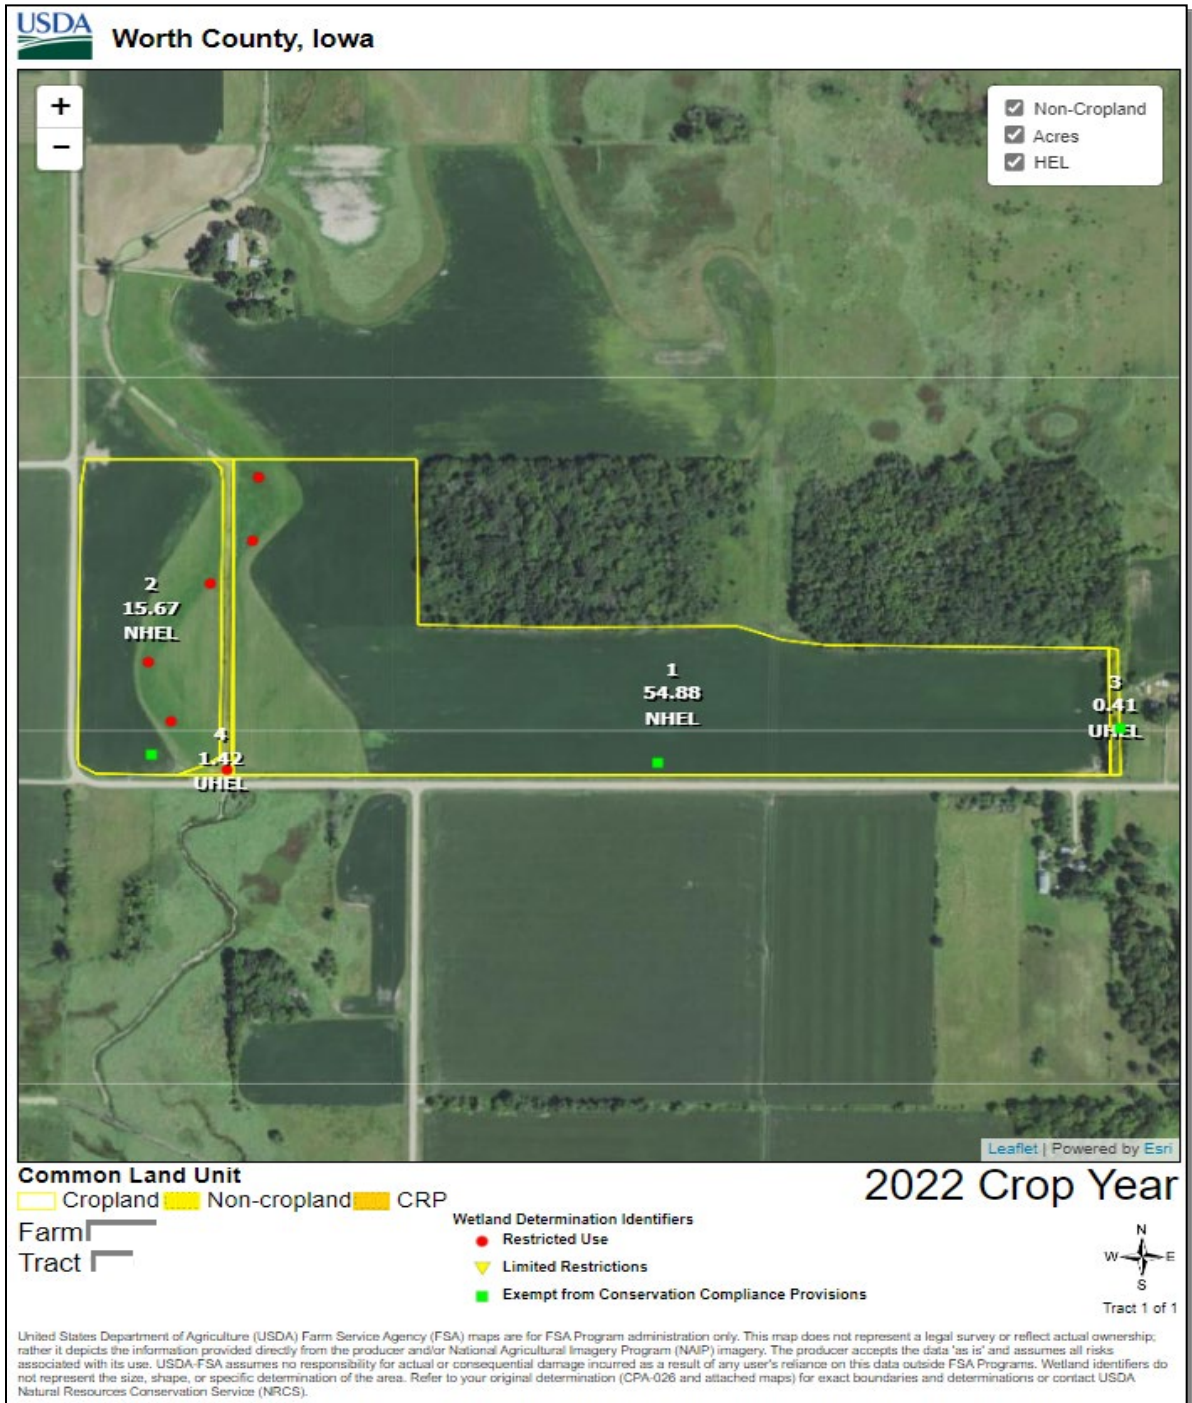 USDA
Worth County, Iowa
+
−
Non-Cropland
Acres
HEL
2
15.67
NHEL
1
54.88
NHEL
3
0.41
UHEL
4
1.42
UHEL
Leaflet | Powered by Esri
Common Land Unit
Cropland Non-cropland CRP
2022 Crop Year
Farm
Tract
Wetland Determination Identifiers
Restricted Use
Limited Restrictions
Exempt from Conservation Compliance Provisions
N
W E
S
Tract 1 of 1
United States Department of Agriculture (USDA) Farm Service Agency (FSA) maps are for FSA Program administration only. This map does not represent a legal survey or reflect actual ownership;
rather it depicts the information provided directly from the producer and/or National Agricultural Imagery Program (NAIP) imagery. The producer accepts the data 'as is' and assumes all risks
associated with its use. USDA-FSA assumes no responsibility for actual or consequential damage incurred as a result of any user's reliance on this data outside FSA Programs. Wetland identifiers do
not represent the size, shape, or specific determination of the area. Refer to your original determination (CPA-026 and attached maps) for exact boundaries and determinations or contact USDA
Natural Resources Conservation Service (NRCS).